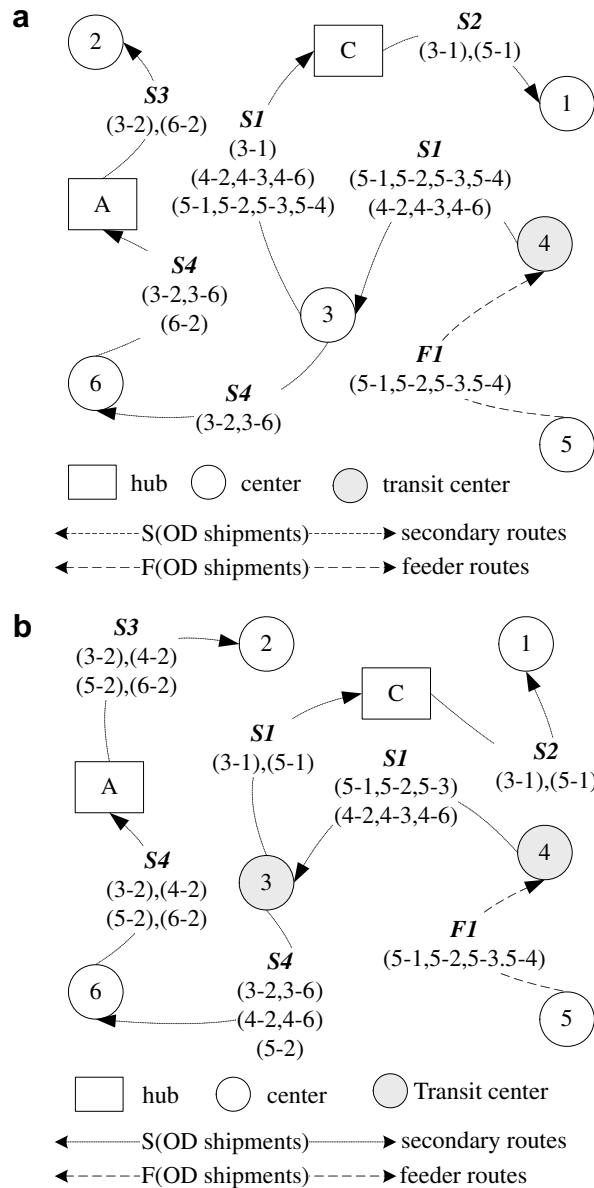 a
2
S3
(3-2),(6-2)
A
S4
(3-2,3-6)
(6-2)
6
S4
(3-2,3-6)
S1
(3-1)
(4-2,4-3,4-6)
(5-1,5-2,5-3,5-4)
C
S2
(3-1),(5-1)
1
S1
(5-1,5-2,5-3,5-4)
(4-2,4-3,4-6)
4
3
F1
(5-1,5-2,5-3.5-4)
5
hub
center
transit center
S(OD shipments)
secondary routes
F(OD shipments)
feeder routes
b
S3
(3-2),(4-2)
(5-2),(6-2)
2
1
C
S1
(3-1),(5-1)
S1
(5-1,5-2,5-3)
(4-2,4-3,4-6)
S2
(3-1),(5-1)
A
S4
(3-2),(4-2)
(5-2),(6-2)
3
4
F1
(5-1,5-2,5-3.5-4)
6
S4
(3-2,3-6)
(4-2,4-6)
(5-2)
5
hub
center
Transit center
S(OD shipments)
secondary routes
F(OD shipments)
feeder routes